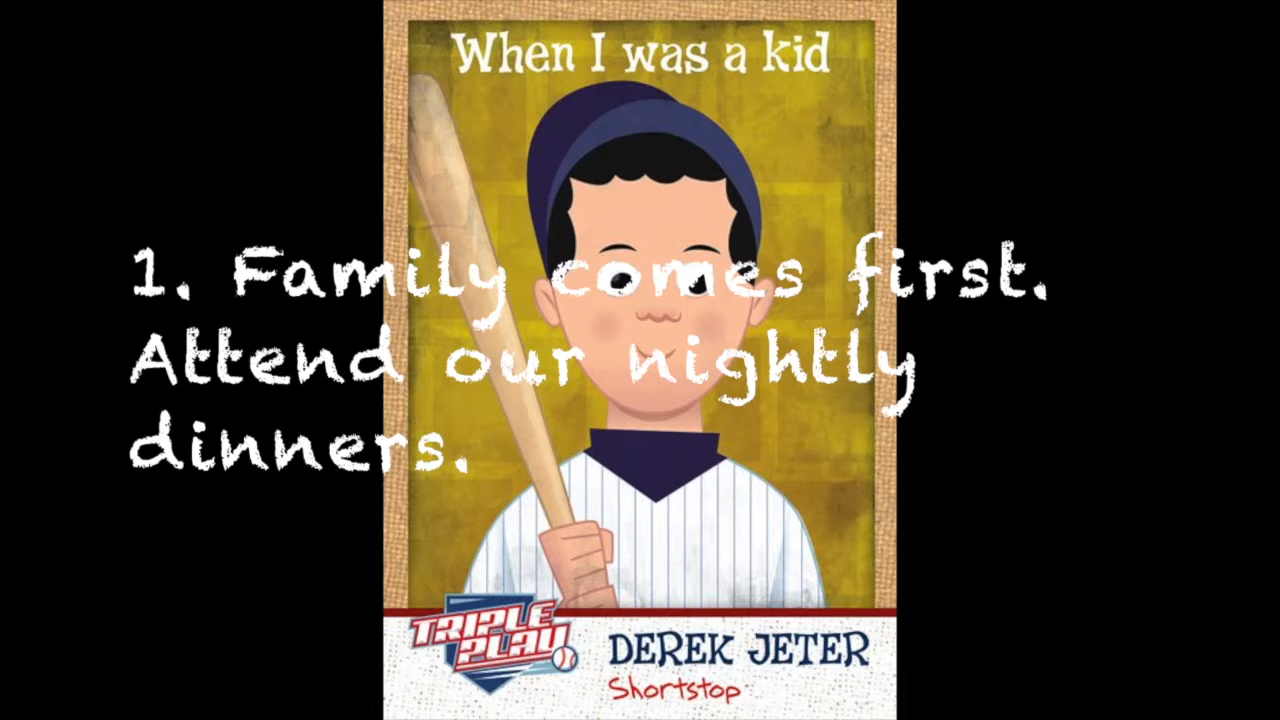 When I was a kid
1. Family comes first.
Attend our nightly
dinners.
TRIPLE
PLAY
DEREK JETER
Shortstop